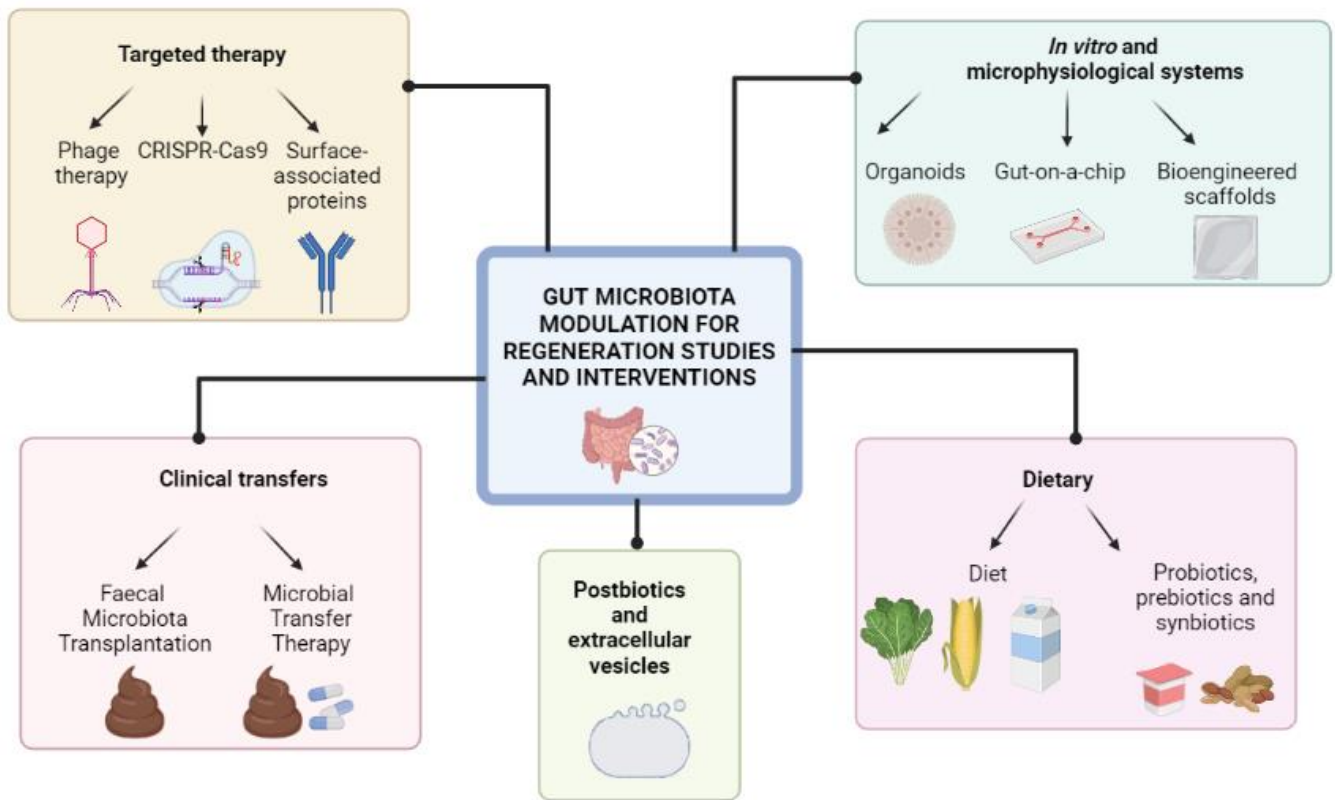 Targeted therapy
Phage
therapy
CRISPR-Cas9
Surface-
associated
proteins
In vitro and
microphysiological systems
Organoids
Gut-on-a-chip
Bioengineered
scaffolds
GUT MICROBIOTA
MODULATION FOR
REGENERATION STUDIES
AND INTERVENTIONS
Clinical transfers
Faecal
Microbiota
Transplantation
Microbial
Transfer
Therapy
Postbiotics
and
extracellular
vesicles
Dietary
Diet
Probiotics,
prebiotics and
synbiotics